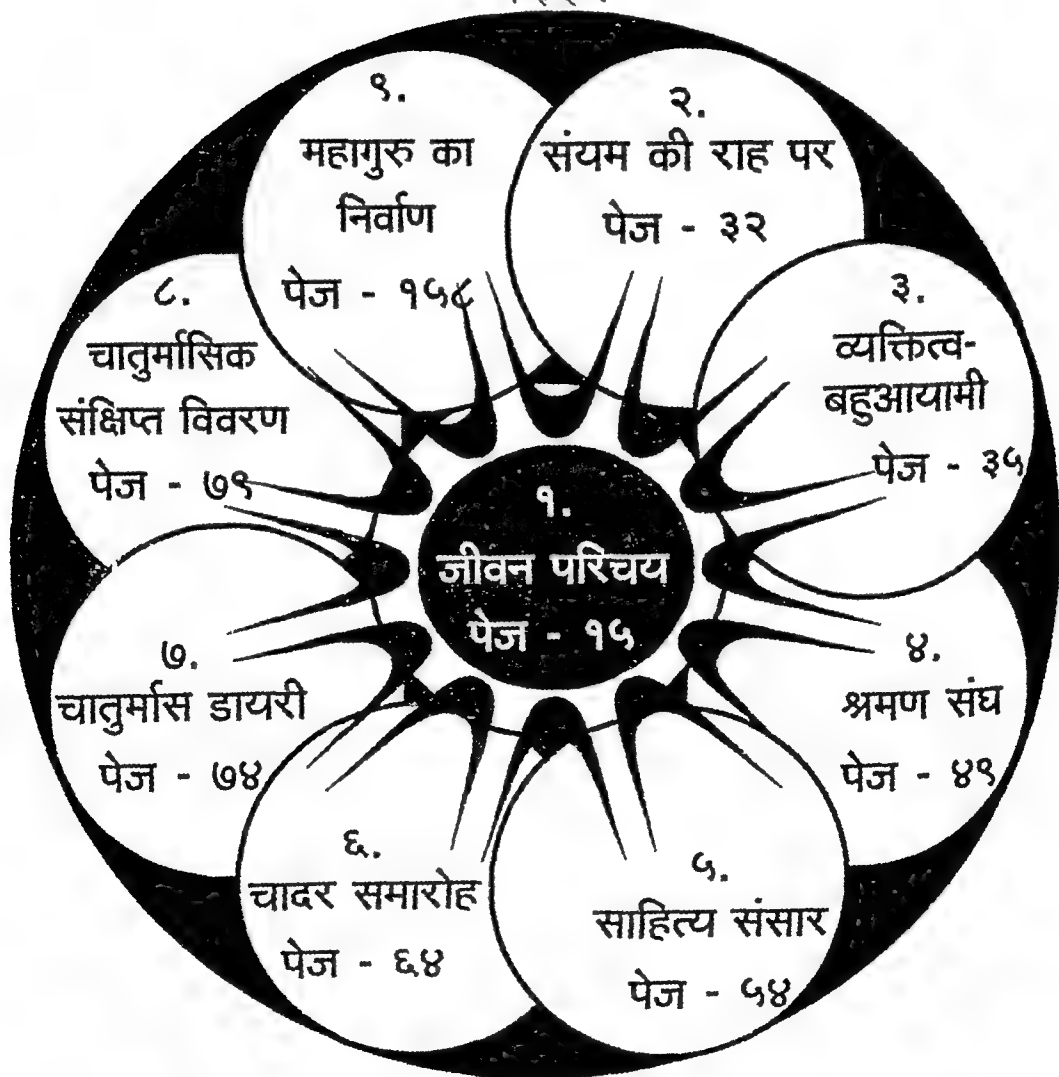 १.
जीवन परिचय
पेज - १५
२.
संयम की राह पर
पेज - ३२
३.
व्यक्तित्व-
बहुआयामी
पेज - ३५
४.
श्रमण संघ
पेज - ४९
५.
साहित्य संसार
पेज - ५४
६.
चादर समारोह
पेज - ६४
७.
चातुर्मास डायरी
पेज - ७४
८.
चातुर्मासिक
संक्षिप्त विवरण
पेज - ७९
९.
महागुरु का
निर्वाण
पेज - १५८